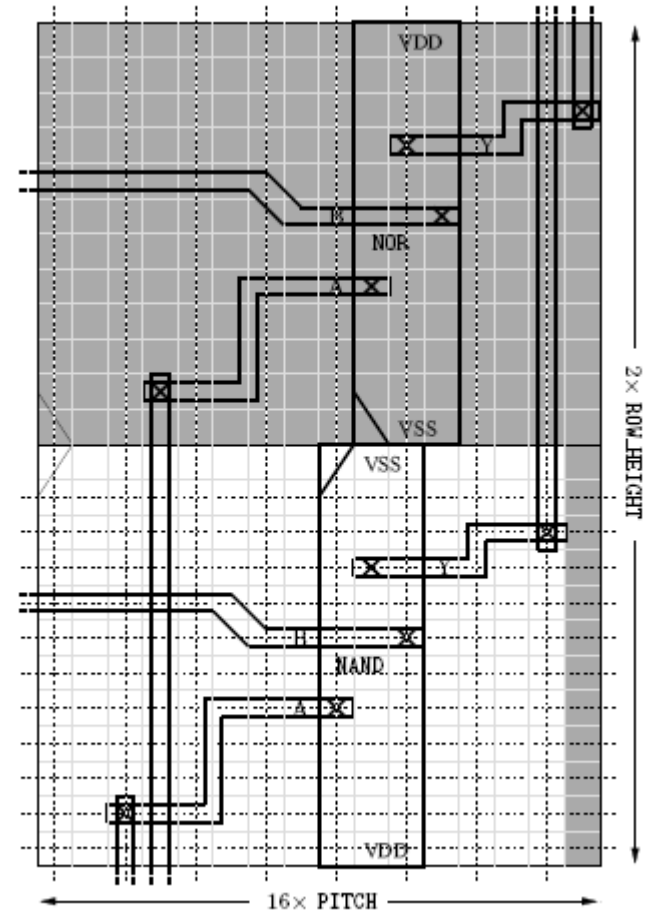 VDD
Y
B
NOR
A
VSS
VSS
Y
B
NAND
A
VDD
2× ROW_HEIGHT
16× PITCH